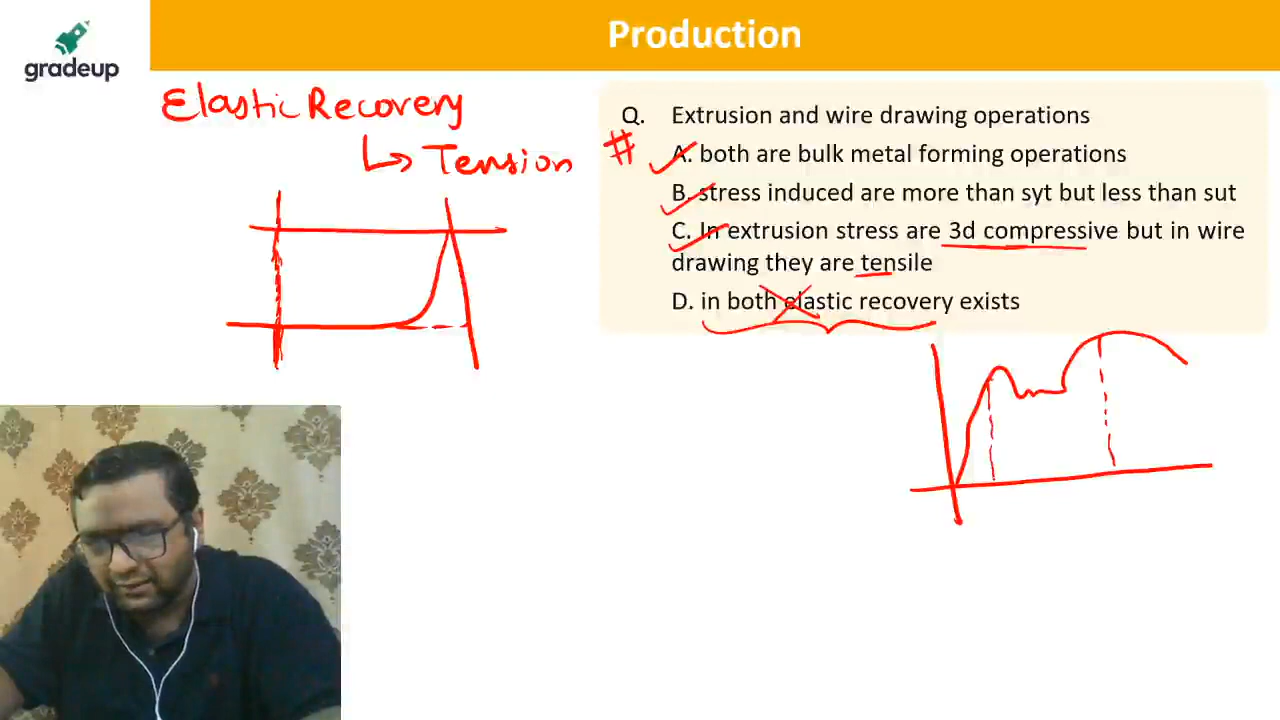 Production
gradeup
Elastic Recovery
Tension
Q. Extrusion and wire drawing operations
#
A. both are bulk metal forming operations
B. stress induced are more than syt but less than sut
C. In extrusion stress are 3d compressive but in wire
drawing they are tensile
D. in both elastic recovery exists